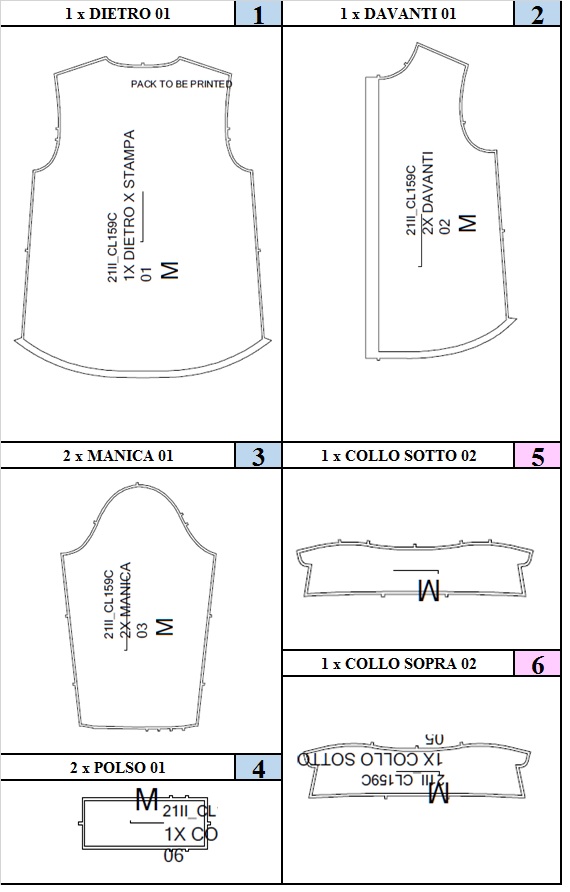 1 x DIETRO 01
1
PACK TO BE PRINTED
21II_CL159C
1X DIETRO X STAMPA
01
M
1 x DAVANTI 01
2
21II_CL159C
2X DAVANTI
02
M
2 x MANICA 01
3
21II_CL159C
2X MANICA
03
M
2 x POLSO 01
4
M
21II_CL
1X CO
06
1 x COLLO SOTTO 02
5
M
1 x COLLO SOPRA 02
6
M
21II_CL159C
1X COLLO SOTTO
05